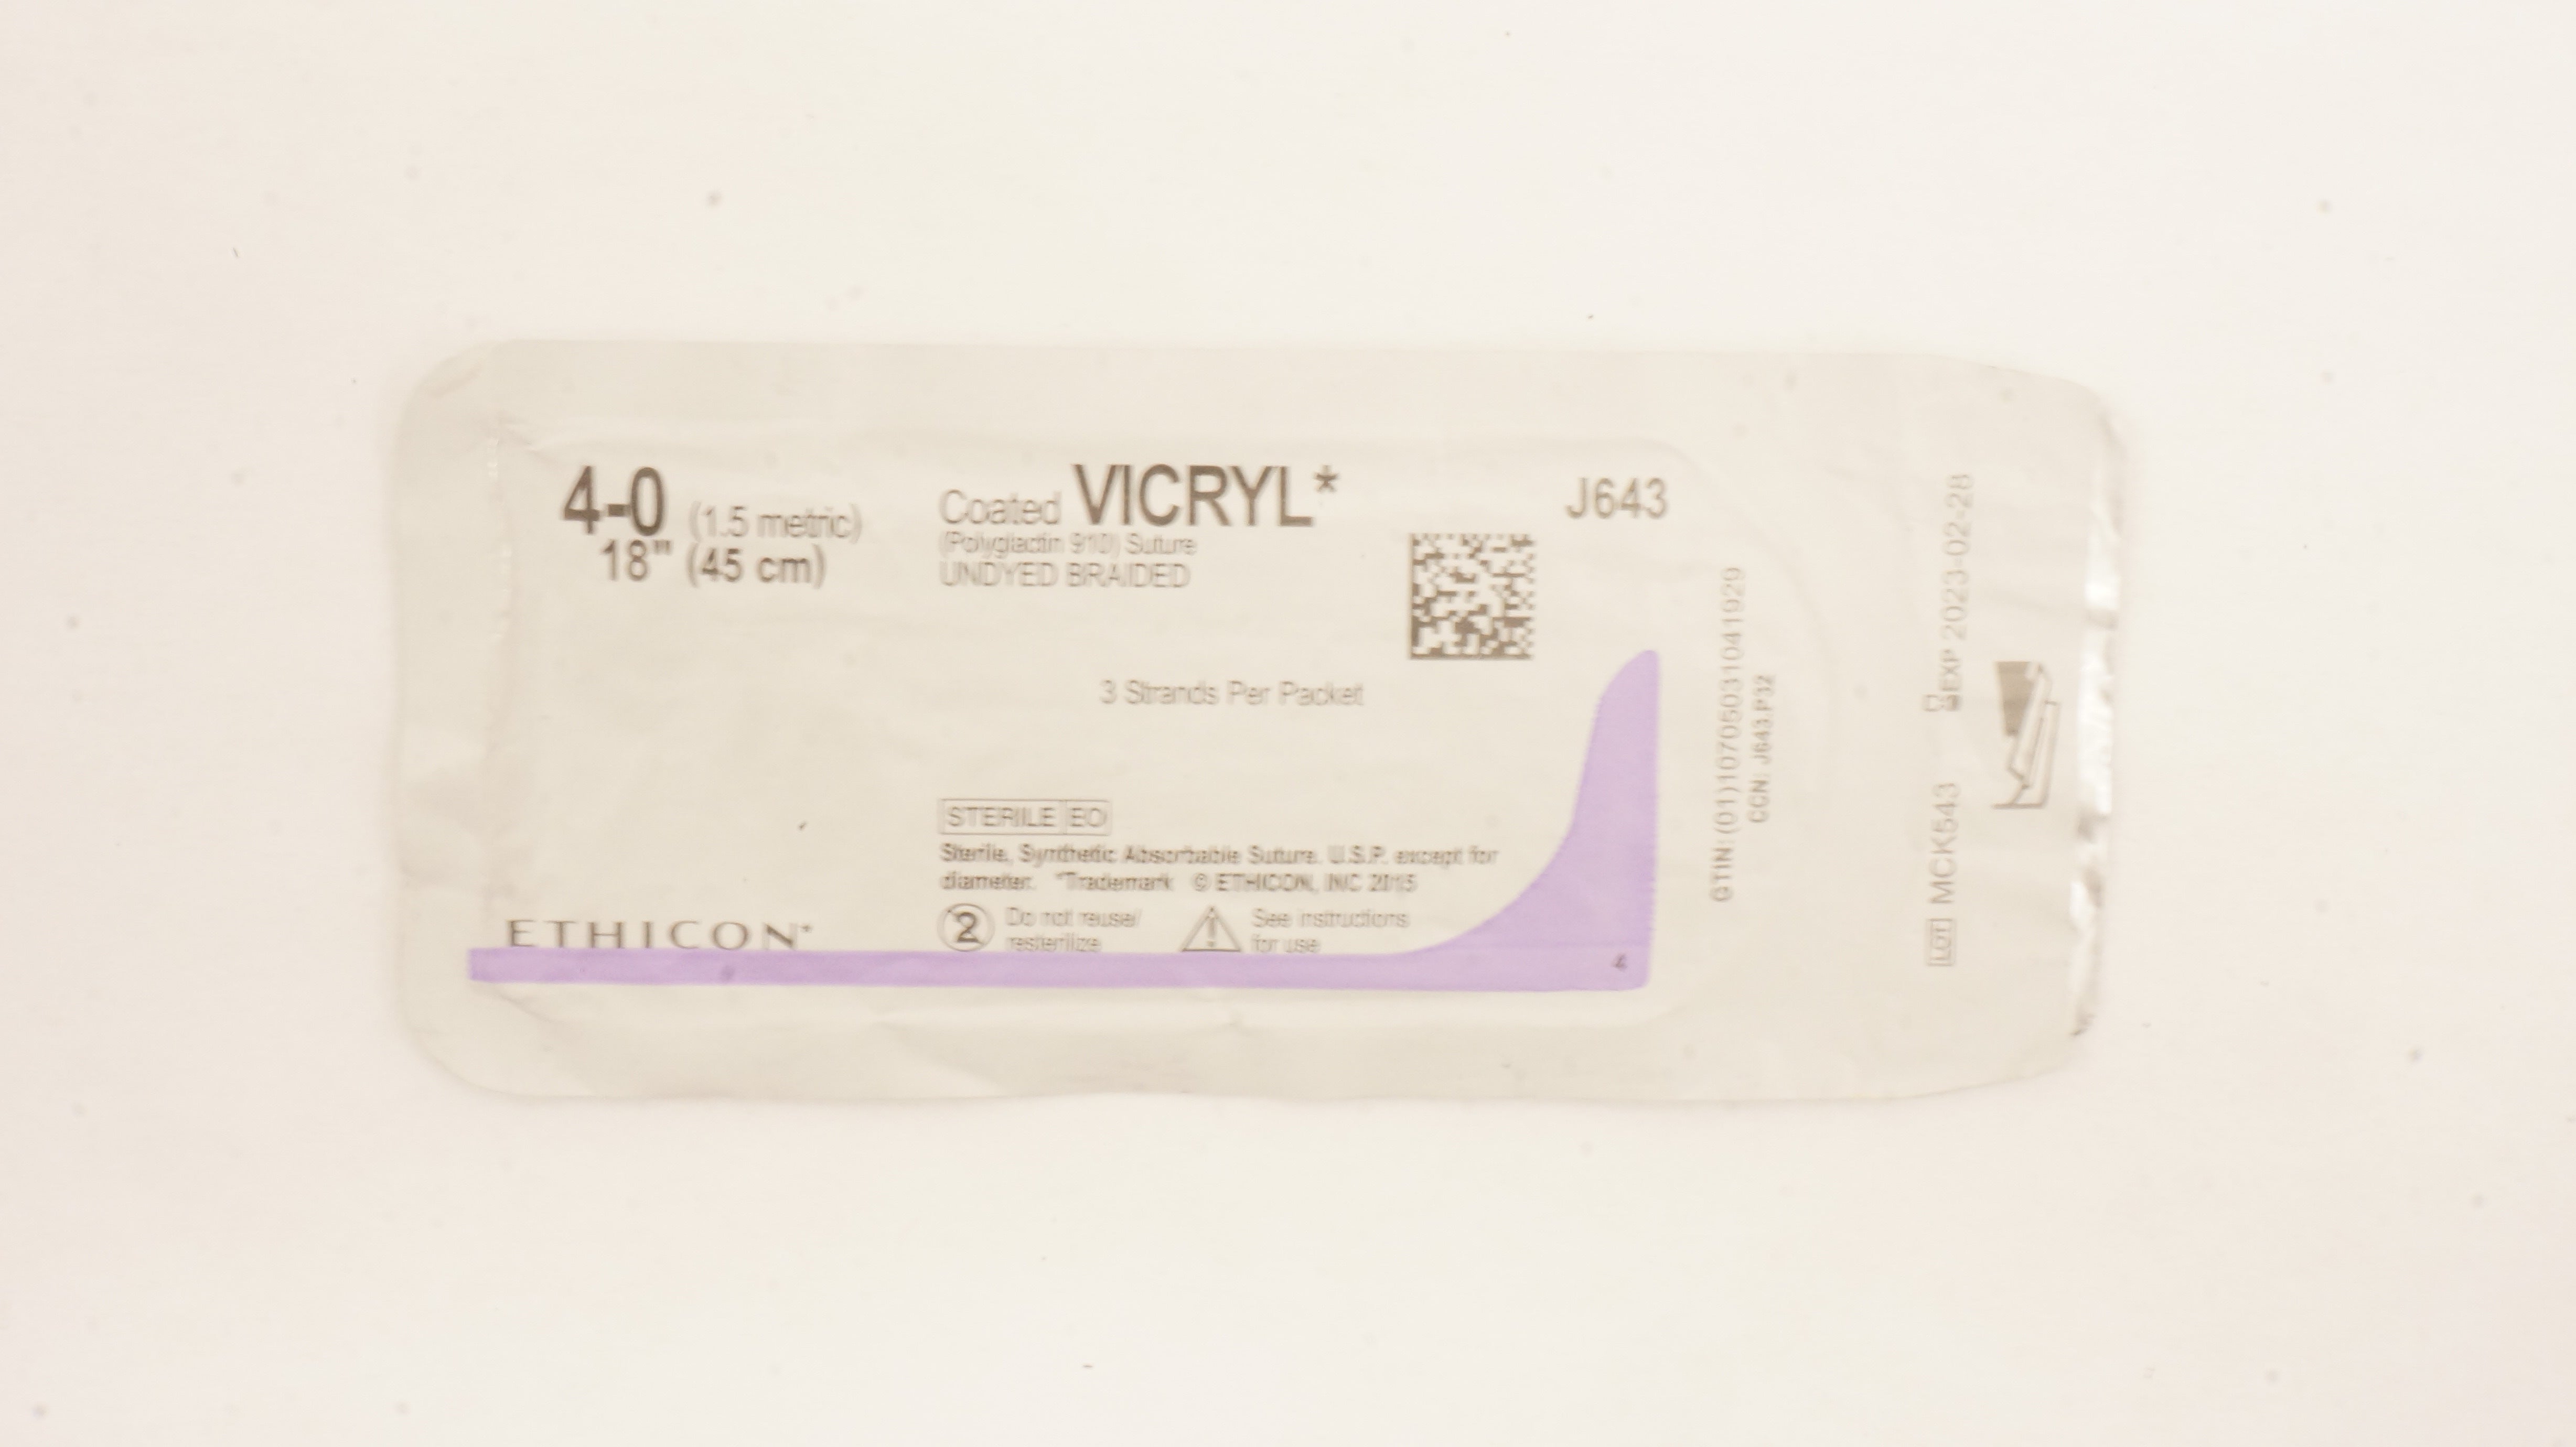 4-0 (1.5 metric)
18" (45 cm)
Coated VICRYL*
(Polyglactin 910) Suture
UNDYED BRAIDED
J643
3 Strands Per Packet
STERILE EO
Sterile, Synthetic Absorbable Suture. U.S.P. except for
diameter. *Trademark © ETHICON, INC 2015
2 Do not reuse/
resterilize
See instructions
for use
ETHICON*
4
GTIN: (01)10705031041929
CCN: J643.P32
EXP 2023-02-28
LOT MCK543